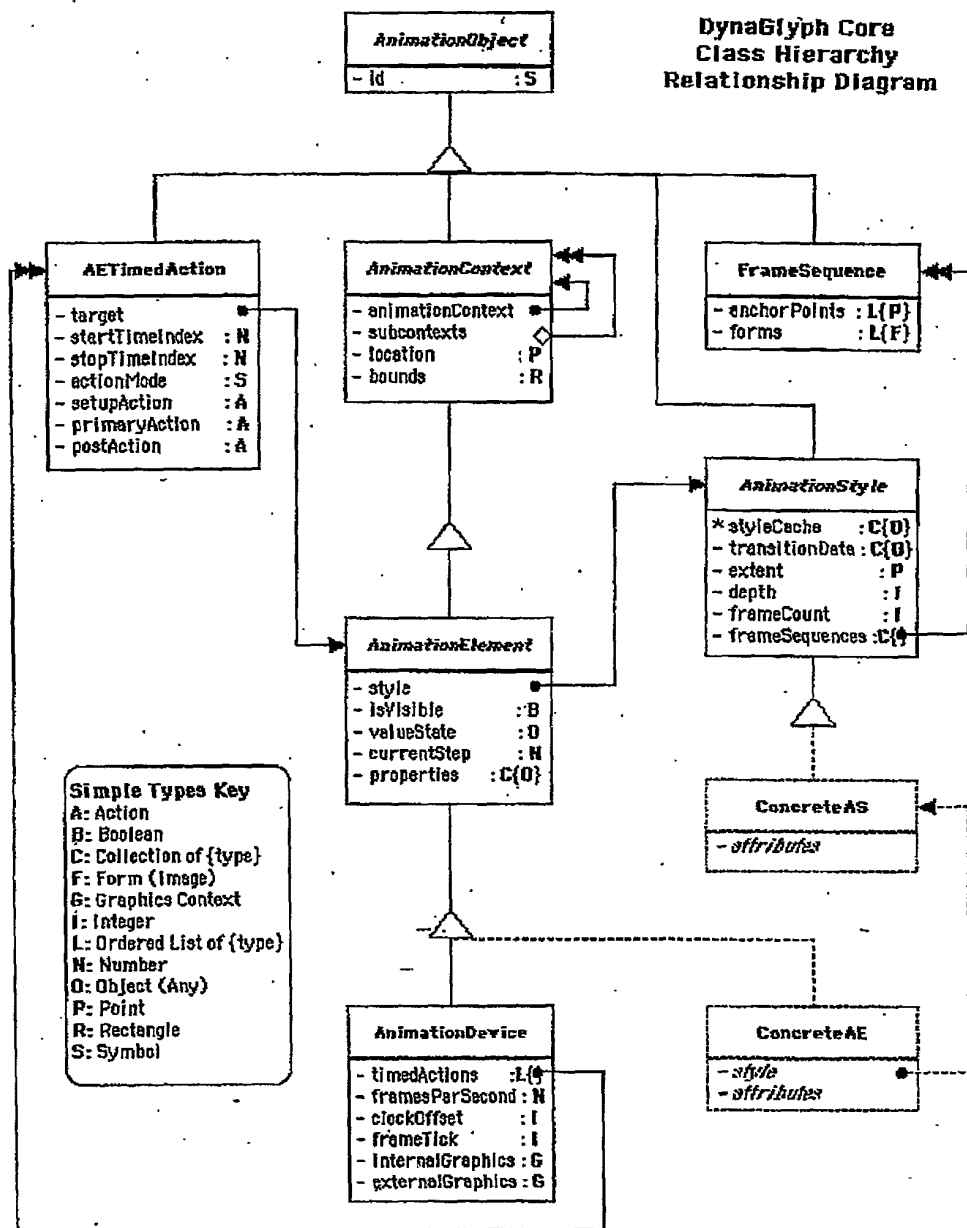 DynaGlyph Core
Class Hierarchy
Relationship Diagram
AnimationObject
- id : S
AETimedAction
- target
- startTimeIndex : N
- stopTimeIndex : N
- actionMode : S
- setupAction : A
- primaryAction : A
- postAction : A
AnimationContext
- animationContext
- subcontexts
- location : P
- bounds : R
FrameSequence
- anchorPoints : L{P}
- forms : L{F}
AnimationStyle
* styleCache : C{O}
- transitionData : C{O}
- extent : P
- depth : I
- frameCount : I
- frameSequences : C{ }
AnimationElement
- style
- isVisible : B
- valueState : O
- currentStep : N
- properties : C{O}
Simple Types Key
A: Action
B: Boolean
C: Collection of {type}
F: Form (Image)
G: Graphics Context
I: Integer
L: Ordered List of {type}
N: Number
O: Object (Any)
P: Point
R: Rectangle
S: Symbol
ConcreteAS
- attributes
AnimationDevice
- timedActions : L{ }
- framesPerSecond : N
- clockOffset : I
- frameTick : I
- internalGraphics : G
- externalGraphics : G
ConcreteAE
- style
- attributes